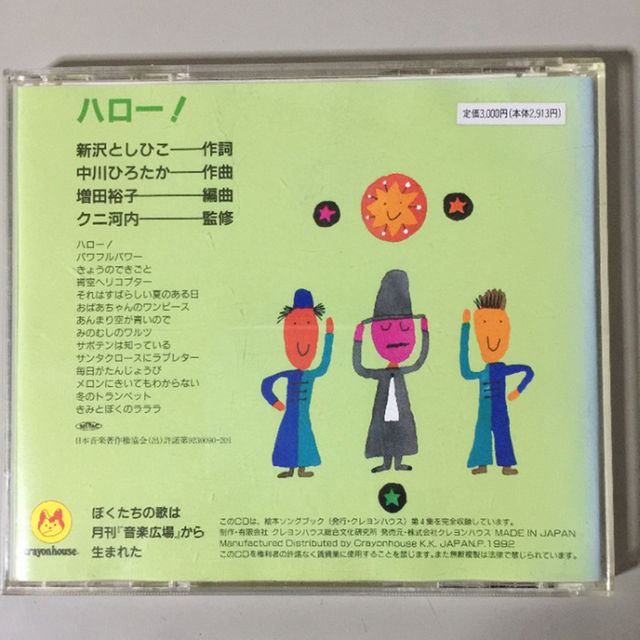 ハロー!
定価3,000円(本体2,913円)
新沢としひこ──作詞
中川ひろたか──作曲
増田裕子────編曲
クニ河内────監修
ハロー!
パワフルパワー
きょうのできごと
青空ヘリコプター
それはすばらしい夏のある日
おばあちゃんのワンピース
あんまり空が青いので
みのむしのワルツ
サボテンは知っている
サンタクロースにラブレター
毎日がたんじょうび
メロンにきいてもわからない
冬のトランペット
きみとぼくのラララ
日本音楽著作権協会(出)許諾第9230090-201
crayonhouse
ぼくたちの歌は
月刊『音楽広場』から
生まれた
このCDは、絵本ソングブック(発行・クレヨンハウス)第4集を完全収録しています。
制作・有限会社 クレヨンハウス総合文化研究所 発売元・株式会社クレヨンハウス MADE IN JAPAN
Manufactured Distributed by Crayonhouse K.K. JAPAN.P.1992
このCDを権利者の許諾なく賃貸業に使用することを禁じます。また無断複製は法律で禁じられています。